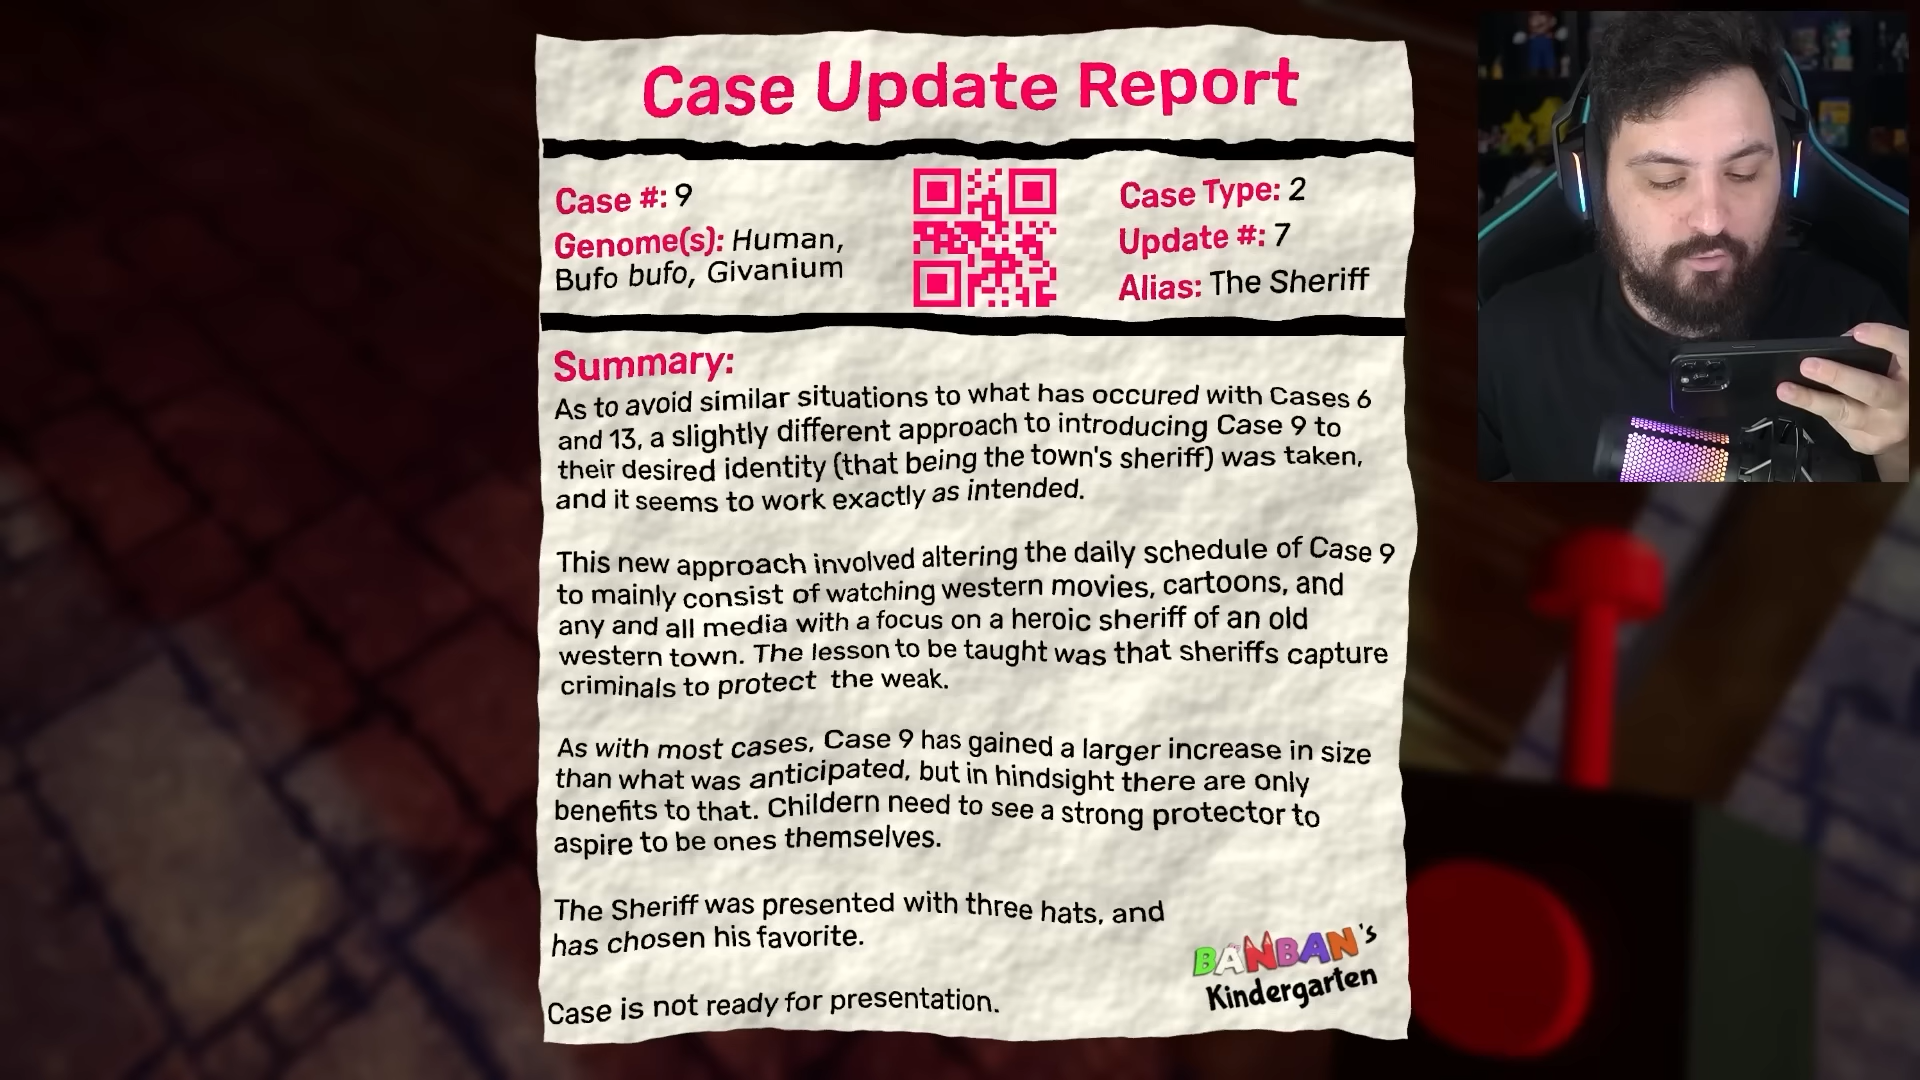 Case Update Report
Case #: 9
Genome(s): Human,
Bufo bufo, Givanium
Case Type: 2
Update #: 7
Alias: The Sheriff
Summary:
As to avoid similar situations to what has occured with Cases 6
and 13, a slightly different approach to introducing Case 9 to
their desired identity (that being the town's sheriff) was taken,
and it seems to work exactly as intended.
This new approach involved altering the daily schedule of Case 9
to mainly consist of watching western movies, cartoons, and
any and all media with a focus on a heroic sheriff of an old
western town. The lesson to be taught was that sheriffs capture
criminals to protect the weak.
As with most cases, Case 9 has gained a larger increase in size
than what was anticipated, but in hindsight there are only
benefits to that. Childern need to see a strong protector to
aspire to be ones themselves.
The Sheriff was presented with three hats, and
has chosen his favorite.
Case is not ready for presentation.
BANBAN's
Kindergarten